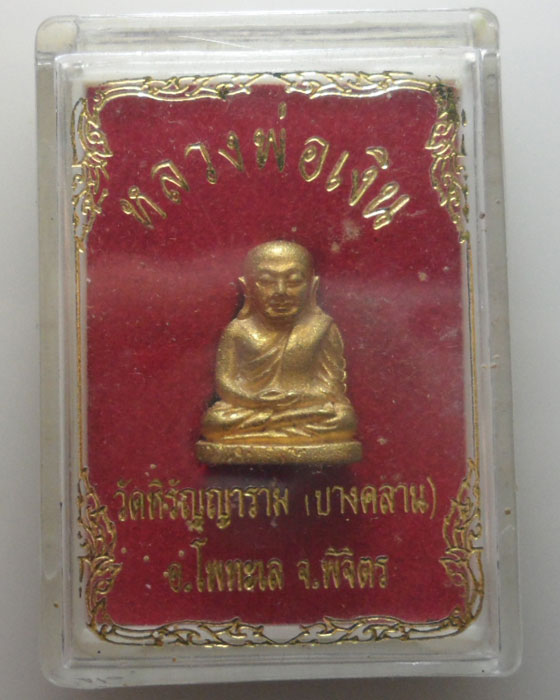 หลวงพ่อเงิน
วัดหิรัญญาราม (บางคลาน)
อ.โพทะเล จ.พิจิตร